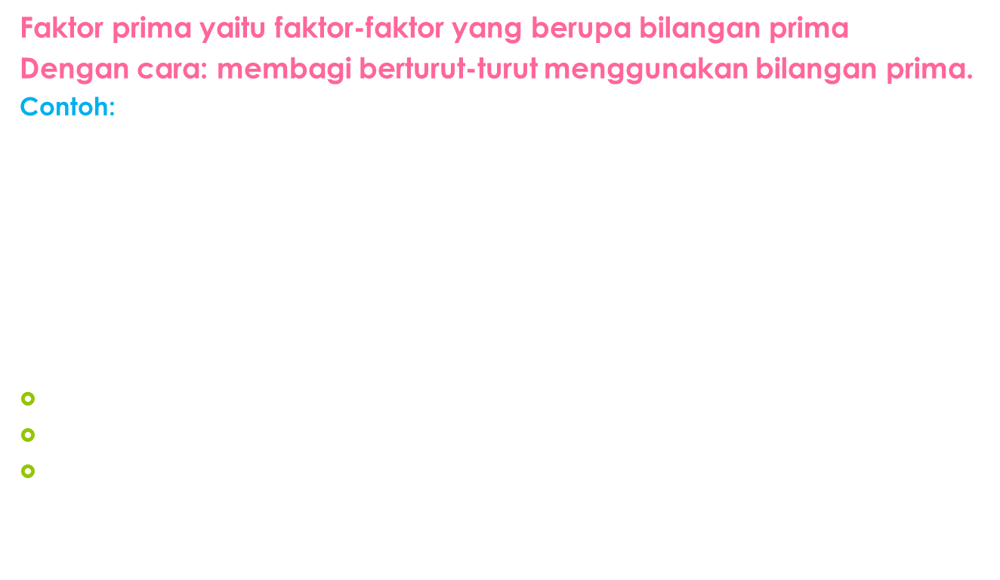 Faktor prima yaitu faktor-faktor yang berupa bilangan prima
Dengan cara: membagi berturut-turut menggunakan bilangan prima.
Contoh: